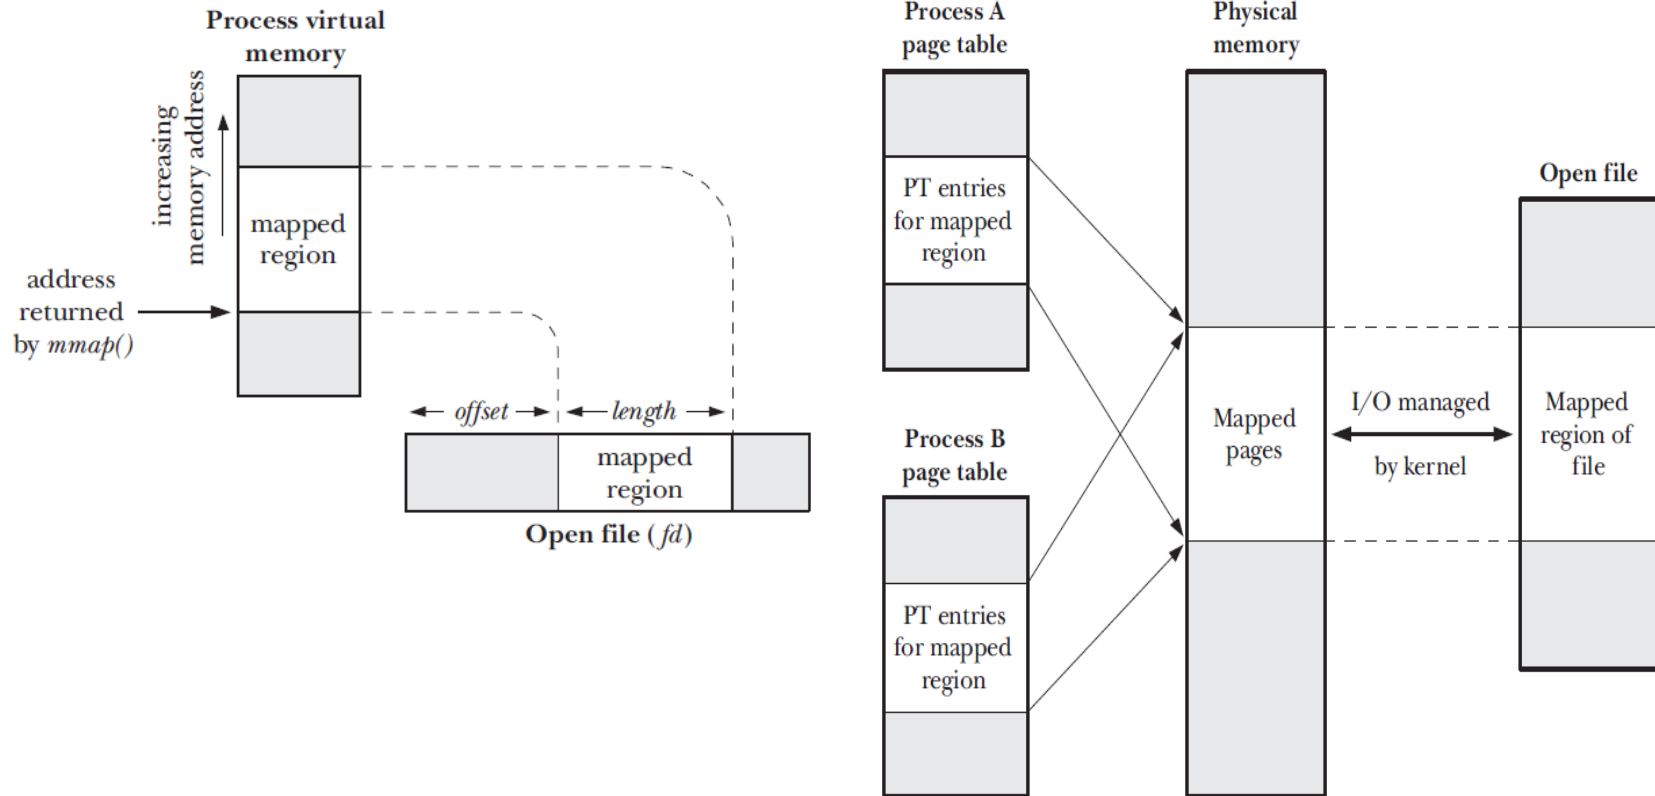 Process virtual
memory
increasing
memory address
mapped
region
address
returned
by mmap()
offset
length
mapped
region
Open file (fd)
Process A
page table
PT entries
for mapped
region
Process B
page table
PT entries
for mapped
region
Physical
memory
Mapped
pages
I/O managed
by kernel
Open file
Mapped
region of
file